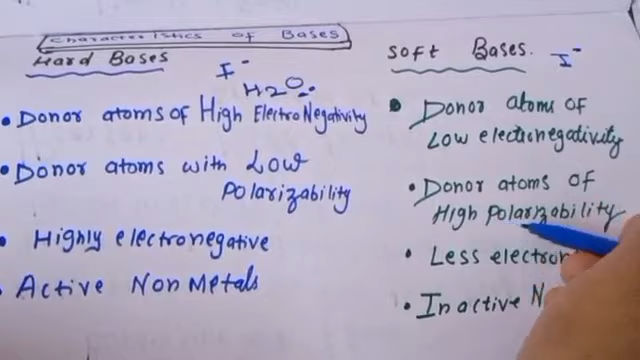 Characteristics of Bases
Hard Bases
H2O
• Donor atoms of High ElectroNegativity
• Donor atoms with Low
Polarizability
• Highly electronegative
• Active NonMetals
Soft Bases. I-
• Donor atoms of
Low electronegativity
• Donor atoms of
High polarizability
• Less electron
• Inactive N